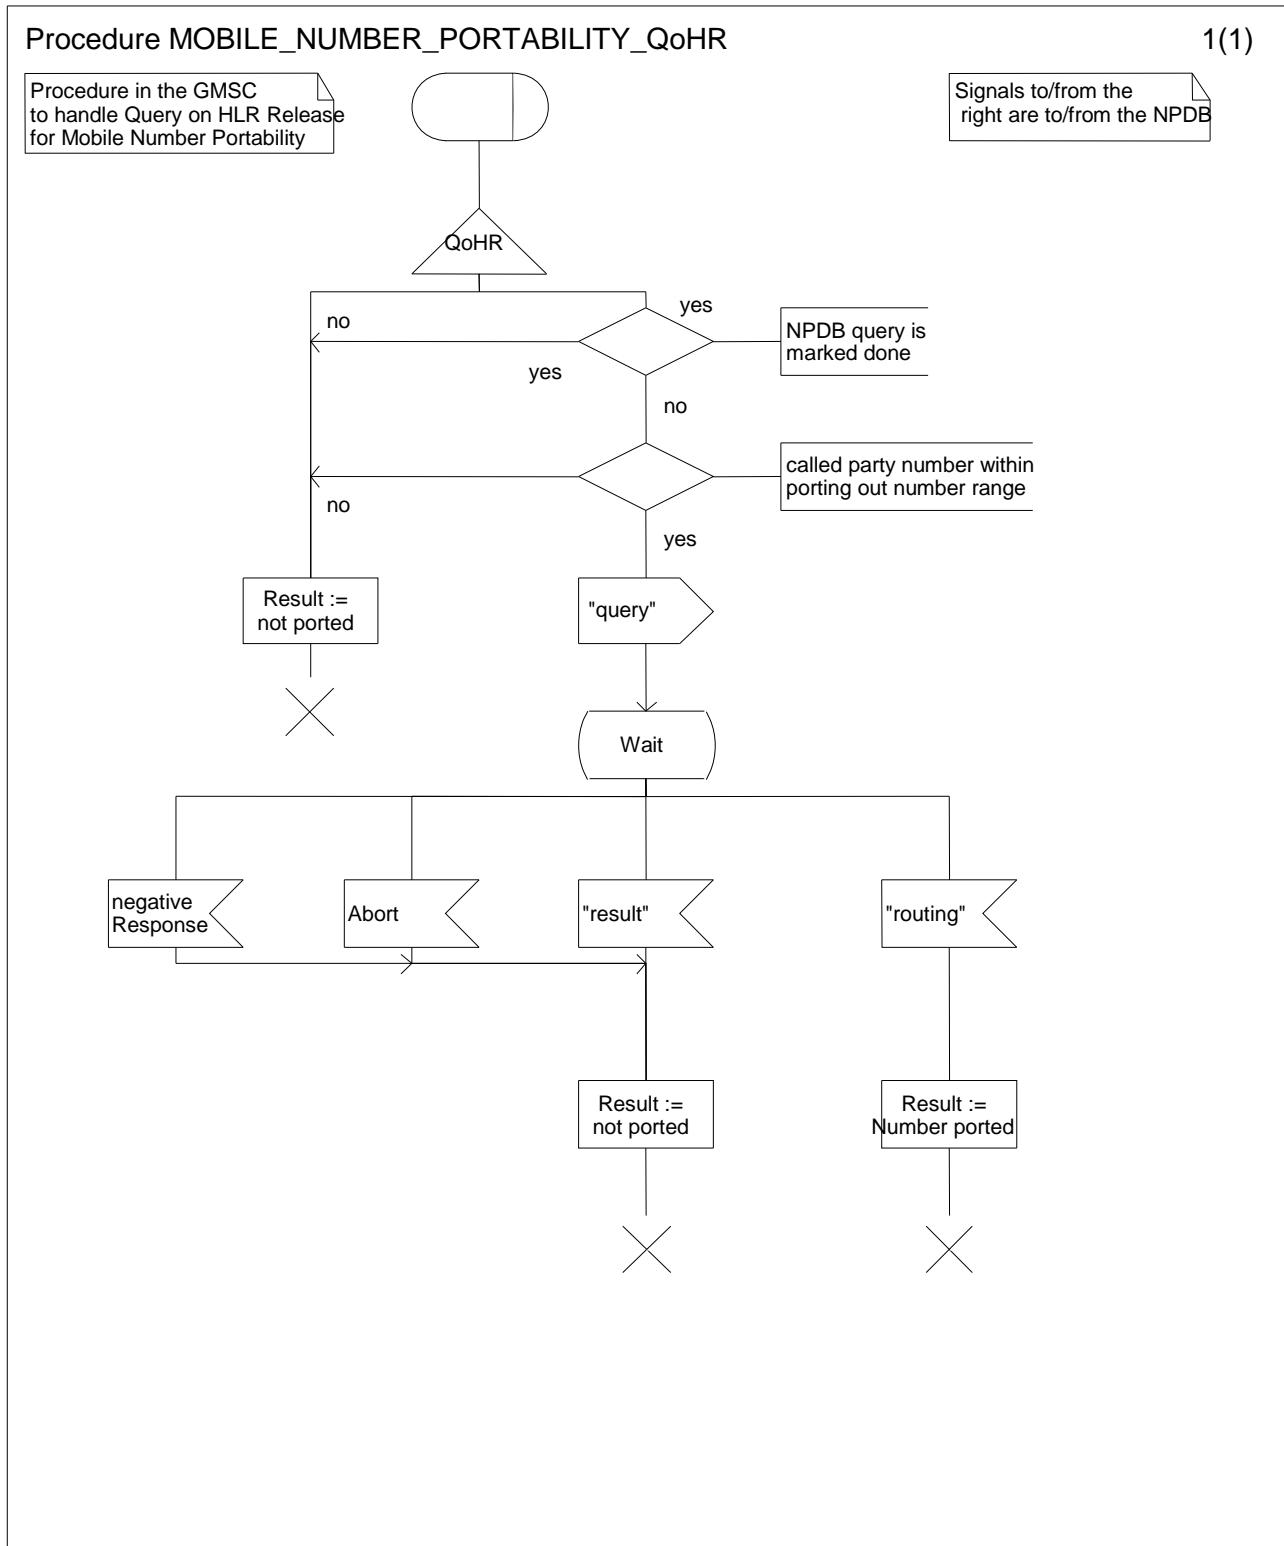 Procedure MOBILE_NUMBER_PORTABILITY_QoHR
1(1)
Procedure in the GMSC
to handle Query on HLR Release
for Mobile Number Portability
Signals to/from the
right are to/from the NPDB
QoHR
yes
no
NPDB query is
marked done
yes
no
called party number within
porting out number range
no
yes
Result :=
not ported
"query"
Wait
negative
Response
Abort
"result"
"routing"
Result :=
not ported
Result :=
Number ported